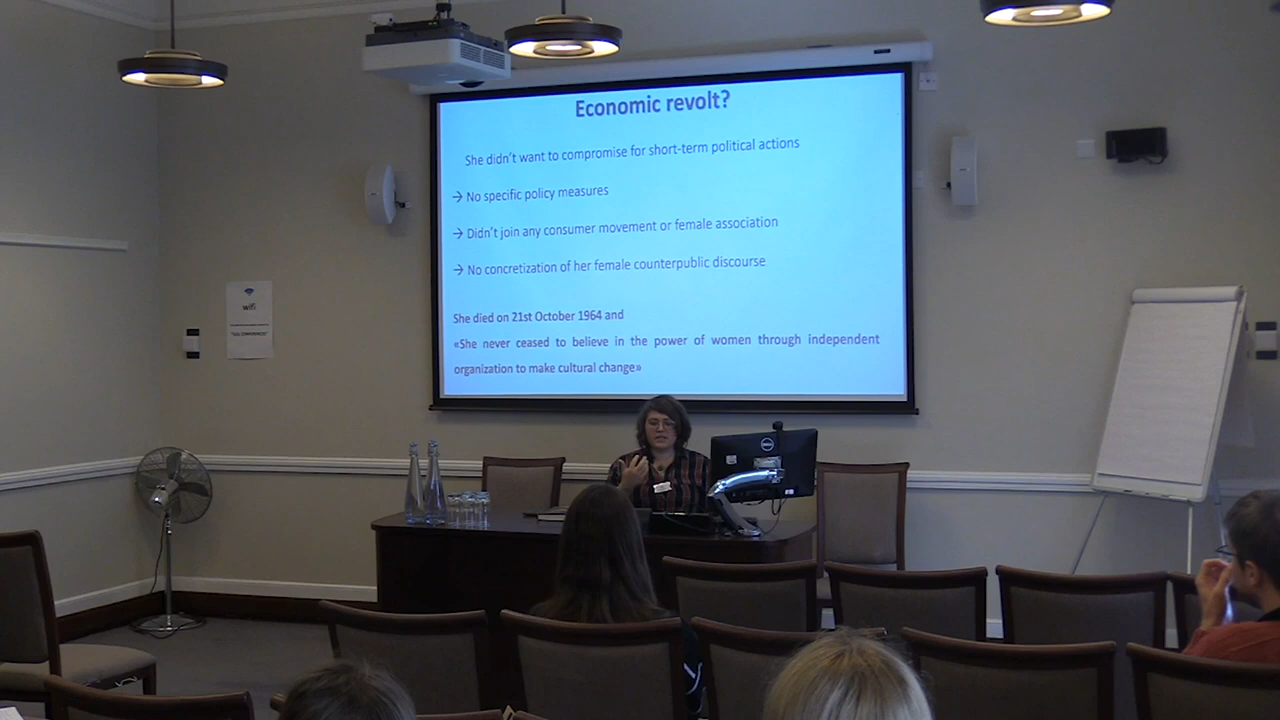 Economic revolt?
She didn't want to compromise for short-term political actions
→ No specific policy measures
→ Didn't join any consumer movement or female association
→ No concretization of her female counterpublic discourse
She died on 21st October 1964 and
«She never ceased to believe in the power of women through independent
organization to make cultural change»
wifi
DELL